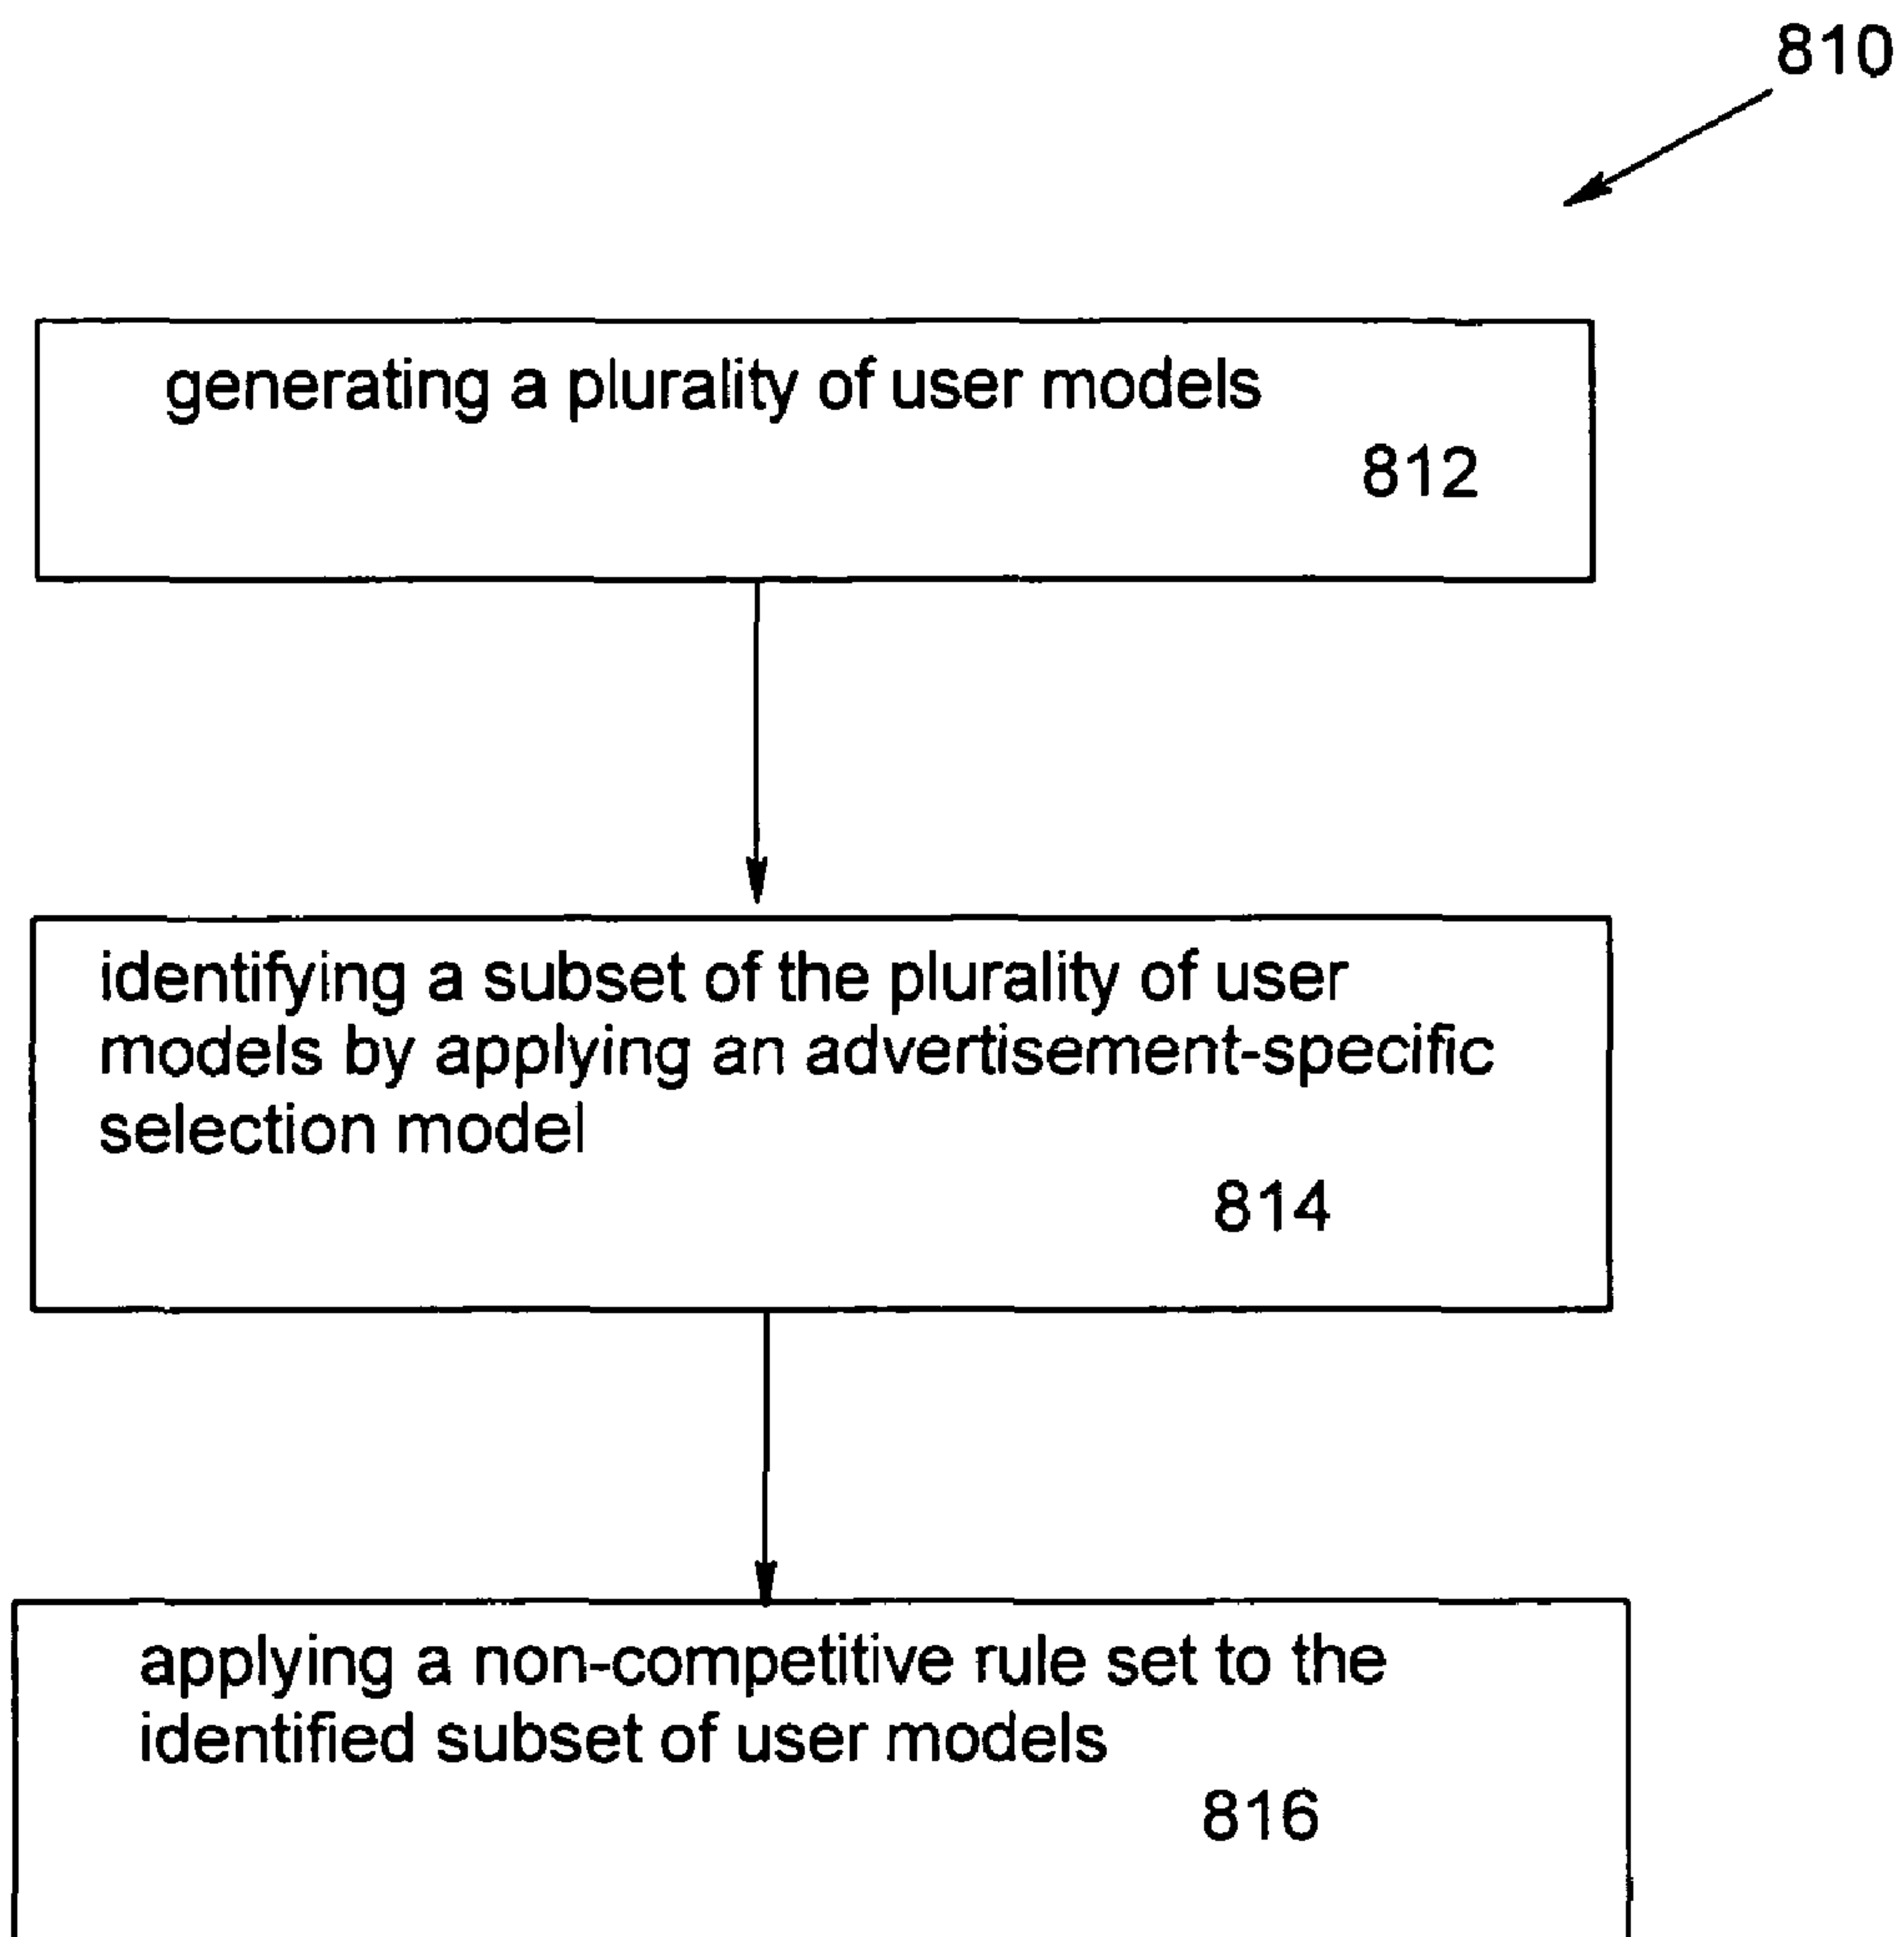 810
generating a plurality of user models
812
identifying a subset of the plurality of user
models by applying an advertisement-specific
selection model
814
applying a non-competitive rule set to the
identified subset of user models
816